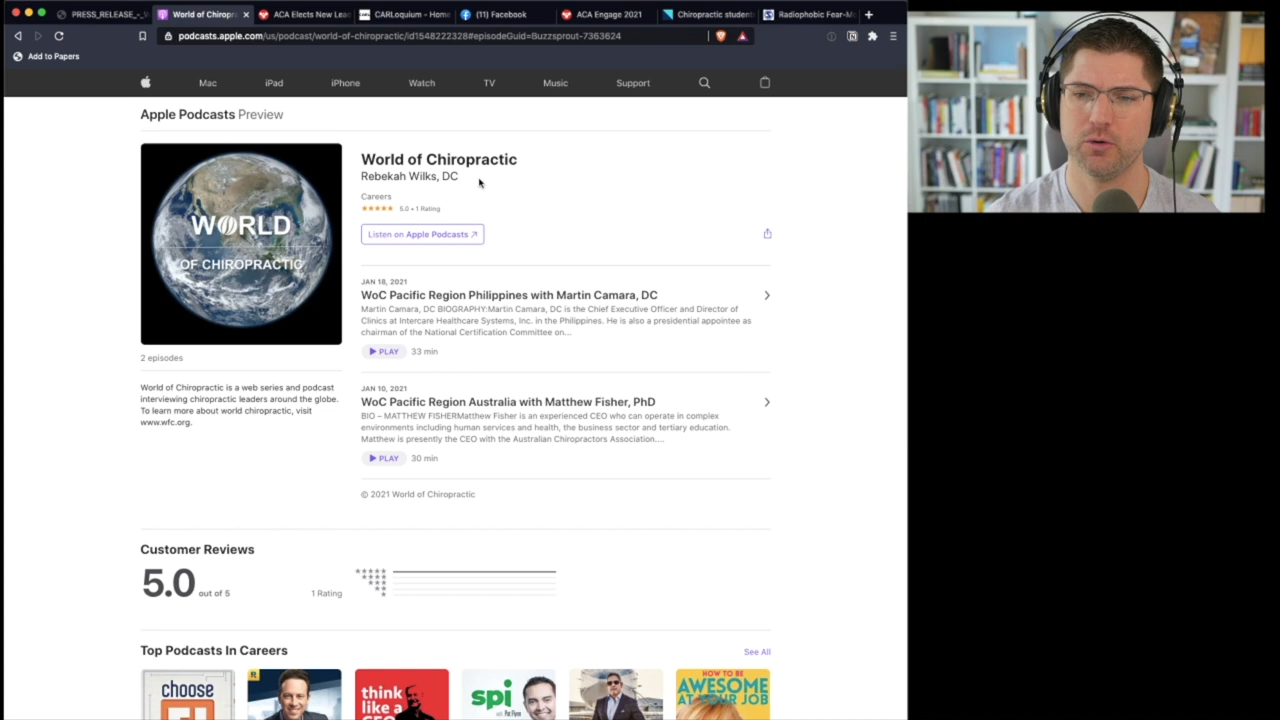 PRESS_RELEASE_-_
World of Chiropr
ACA Elects New Lea
CARLoquium - Hom
(11) Facebook
ACA Engage 2021
Chiropractic student
Radiophobic Fear-M
podcasts.apple.com/us/podcast/world-of-chiropractic/id1548222328#episodeGuid=Buzzsprout-7363624
Add to Papers
Mac
iPad
iPhone
Watch
TV
Music
Support
Apple Podcasts Preview
WORLD
OF CHIROPRACTIC
2 episodes
World of Chiropractic is a web series and podcast
interviewing chiropractic leaders around the globe.
To learn more about world chiropractic, visit
www.wfc.org.
World of Chiropractic
Rebekah Wilks, DC
Careers
★★★★★ 5.0 • 1 Rating
Listen on Apple Podcasts ↗
JAN 18, 2021
WoC Pacific Region Philippines with Martin Camara, DC
Martin Camara, DC BIOGRAPHY:Martin Camara, DC is the Chief Executive Officer and Director of
Clinics at Intercare Healthcare Systems, Inc. in the Philippines. He is also a presidential appointee as
chairman of the National Certification Committee on...
PLAY 33 min
JAN 10, 2021
WoC Pacific Region Australia with Matthew Fisher, PhD
BIO – MATTHEW FISHERMatthew Fisher is an experienced CEO who can operate in complex
environments including human services and health, the business sector and tertiary education.
Matthew is presently the CEO with the Australian Chiropractors Association....
PLAY 30 min
© 2021 World of Chiropractic
Customer Reviews
5.0 out of 5
1 Rating
Top Podcasts In Careers
See All
choose
FI
think
like a
CEO
spi
with Pat Flynn
HOW TO BE
AWESOME
AT YOUR JOB